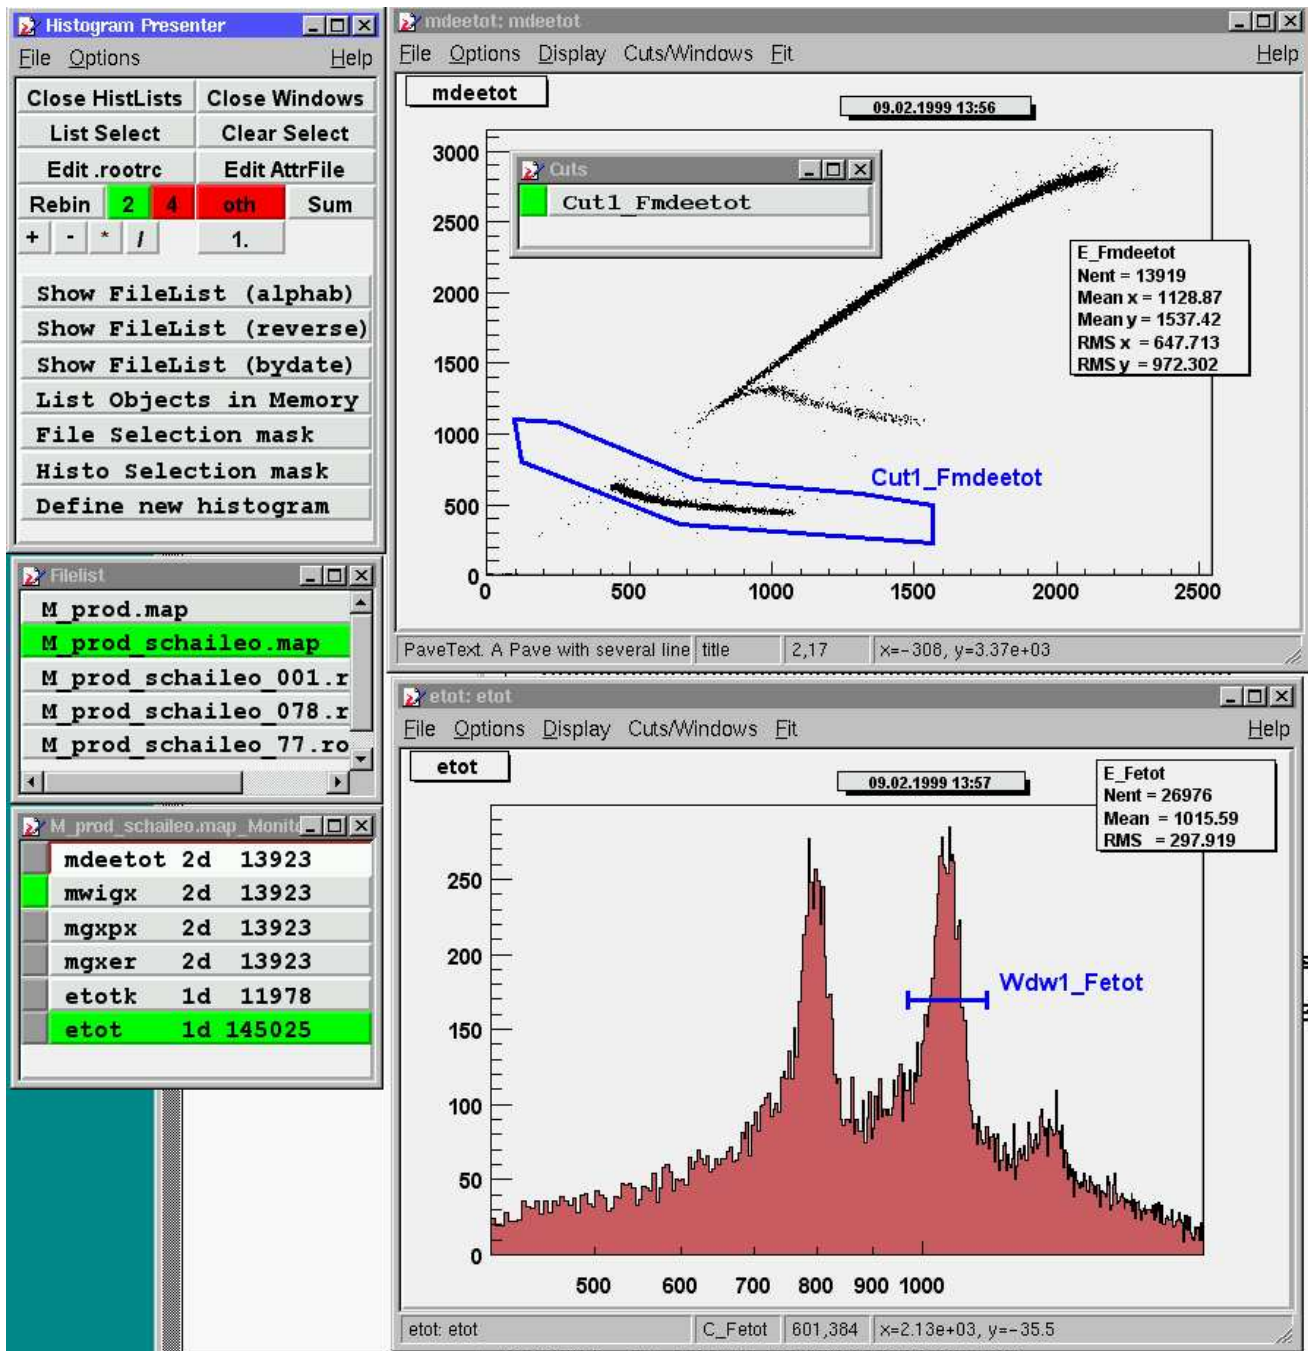 Histogram Presenter
File Options Help
Close HistLists Close Windows
List Select Clear Select
Edit .rootrc Edit AttrFile
Rebin 2 4 oth Sum
+ - * / 1.
Show FileList (alphab)
Show FileList (reverse)
Show FileList (bydate)
List Objects in Memory
File Selection mask
Histo Selection mask
Define new histogram
Filelist
M_prod.map
M_prod_schaileo.map
M_prod_schaileo_001.r
M_prod_schaileo_078.r
M_prod_schaileo_77.ro
M_prod_schaileo.map_Monit
mdeetot 2d 13923
mwigx 2d 13923
mgxpx 2d 13923
mgxer 2d 13923
etotk 1d 11978
etot 1d 145025
mdeetot: mdeetot
File Options Display Cuts/Windows Fit Help
mdeetot
09.02.1999 13:56
Cuts
Cut1_Fmdeetot
E_Fmdeetot
Nent = 13919
Mean x = 1128.87
Mean y = 1537.42
RMS x = 647.713
RMS y = 972.302
Cut1_Fmdeetot
3000
2500
2000
1500
1000
500
0
0 500 1000 1500 2000 2500
PaveText. A Pave with several line title 2,17 x=-308, y=3.37e+03
etot: etot
File Options Display Cuts/Windows Fit Help
etot
09.02.1999 13:57
E_Fetot
Nent = 26976
Mean = 1015.59
RMS = 297.919
Wdw1_Fetot
250
200
150
100
50
0
500 600 700 800 900 1000
etot: etot C_Fetot 601,384 x=2.13e+03, y=-35.5